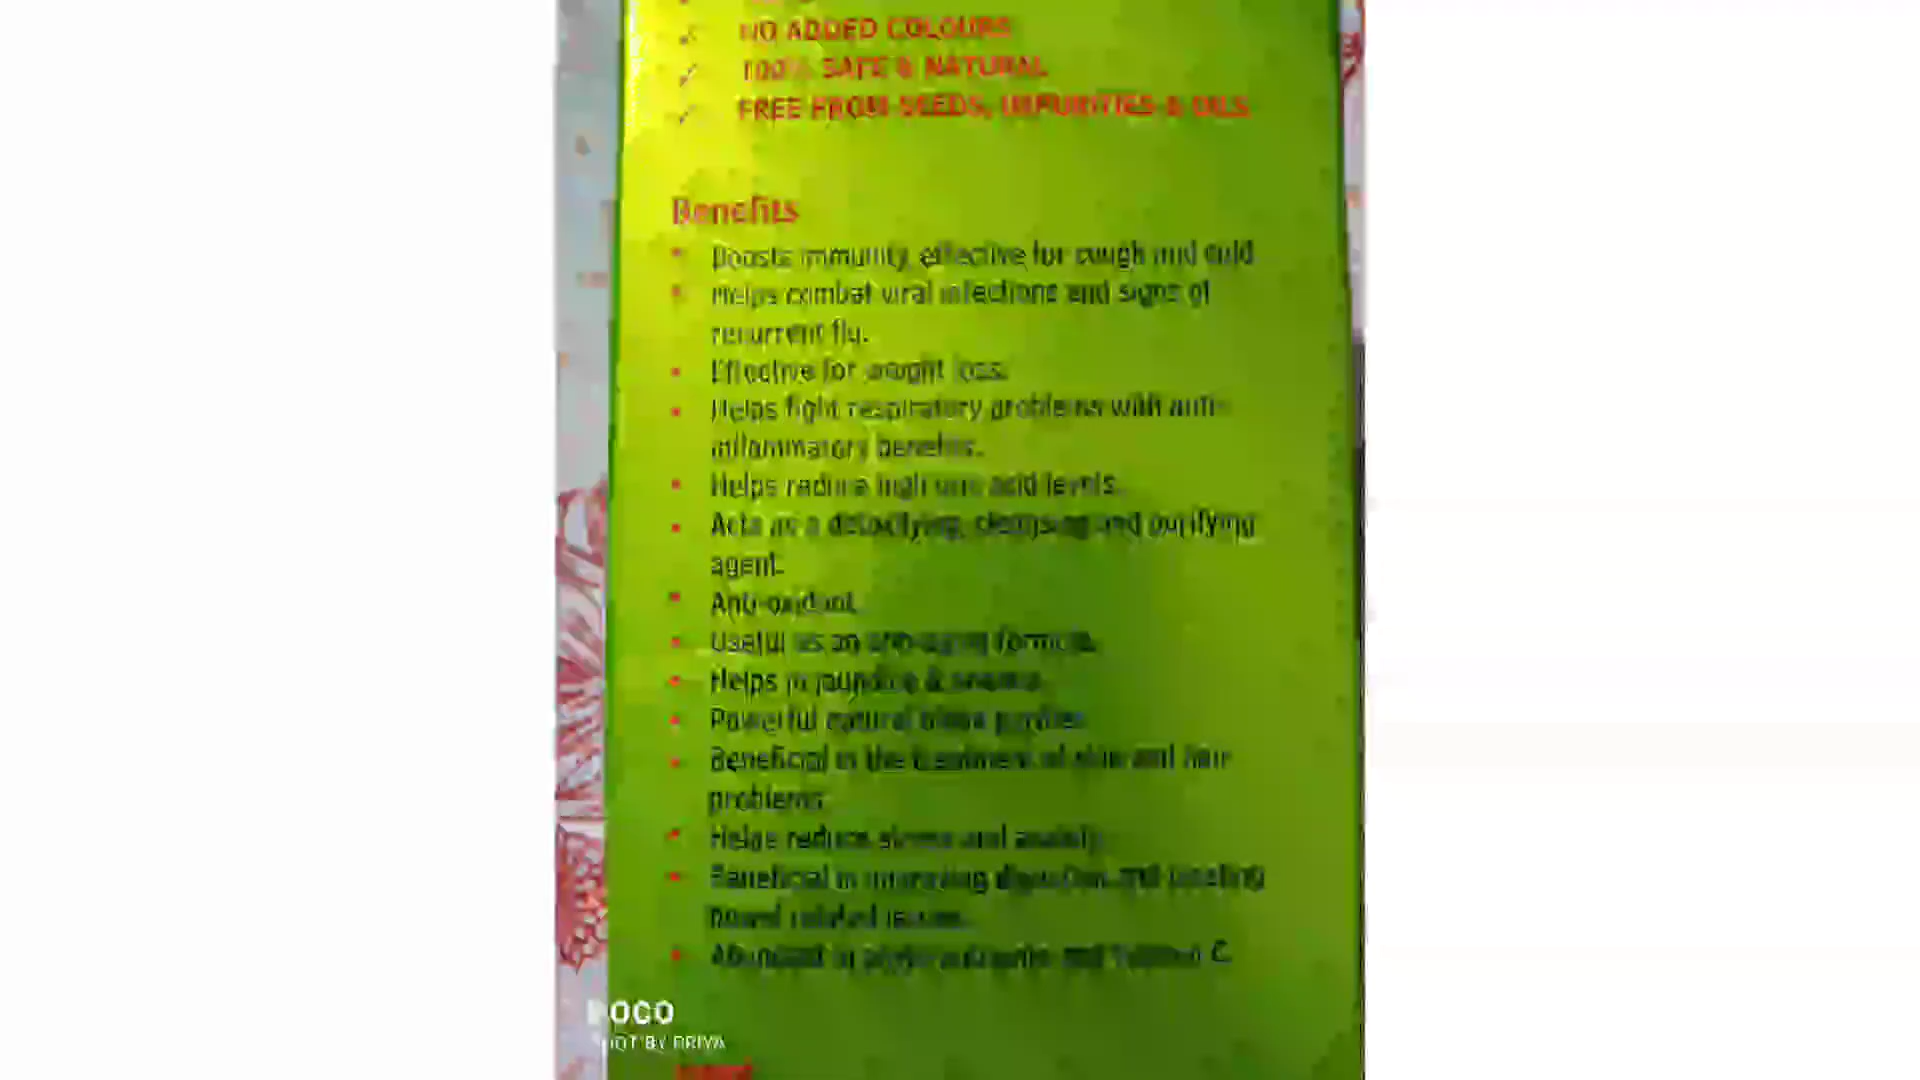 NO ADDED COLOURS
100% SAFE & NATURAL
FREE FROM SEEDS, IMPURITIES & OILS
Benefits
Boosts immunity, effective for cough and cold
Helps combat viral infections and signs of
recurrent flu.
Effective for weight loss.
Helps fight respiratory problems with anti-
inflammatory benefits.
Helps reduce high uric acid levels.
Acts as a detoxifying, cleansing and purifying
agent.
Anti-oxidant.
Useful as an anti-aging formula.
Helps in jaundice & anemia.
Powerful natural blood purifier.
Beneficial in the treatment of skin and hair
problems.
Helps reduce stress and anxiety.
Beneficial in improving digestion and treating
bowel related issues.
Abundant in and Vitamin C.
POCO
SHOT BY PRIYA